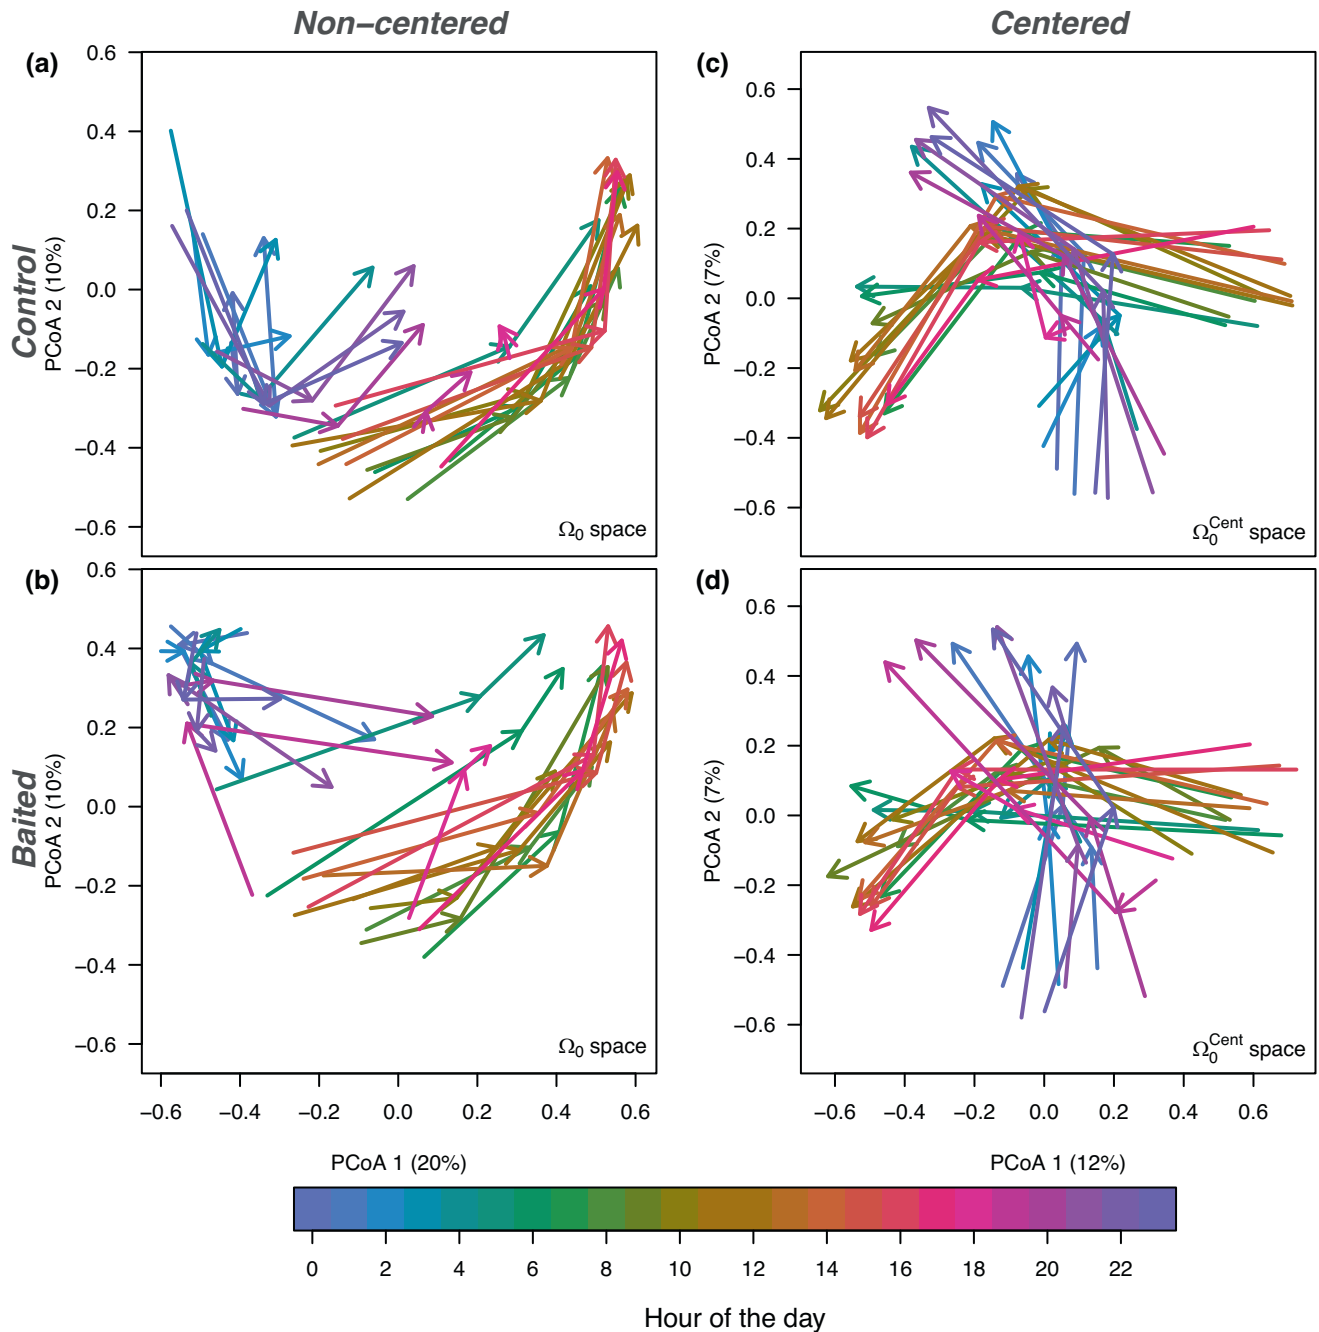 Non−centered
Centered
(a)
0.6
0.4
0.2
0.0
−0.2
−0.4
−0.6
Control
PCoA 2 (10%)
Ω0 space
(c)
0.6
0.4
0.2
0.0
−0.2
−0.4
−0.6
PCoA 2 (7%)
Ω0Cent space
(b)
0.6
0.4
0.2
0.0
−0.2
−0.4
−0.6
Baited
PCoA 2 (10%)
Ω0 space
−0.6 −0.4 −0.2 0.0 0.2 0.4 0.6
PCoA 1 (20%)
(d)
0.6
0.4
0.2
0.0
−0.2
−0.4
−0.6
PCoA 2 (7%)
Ω0Cent space
−0.6 −0.4 −0.2 0.0 0.2 0.4 0.6
PCoA 1 (12%)
0 2 4 6 8 10 12 14 16 18 20 22
Hour of the day